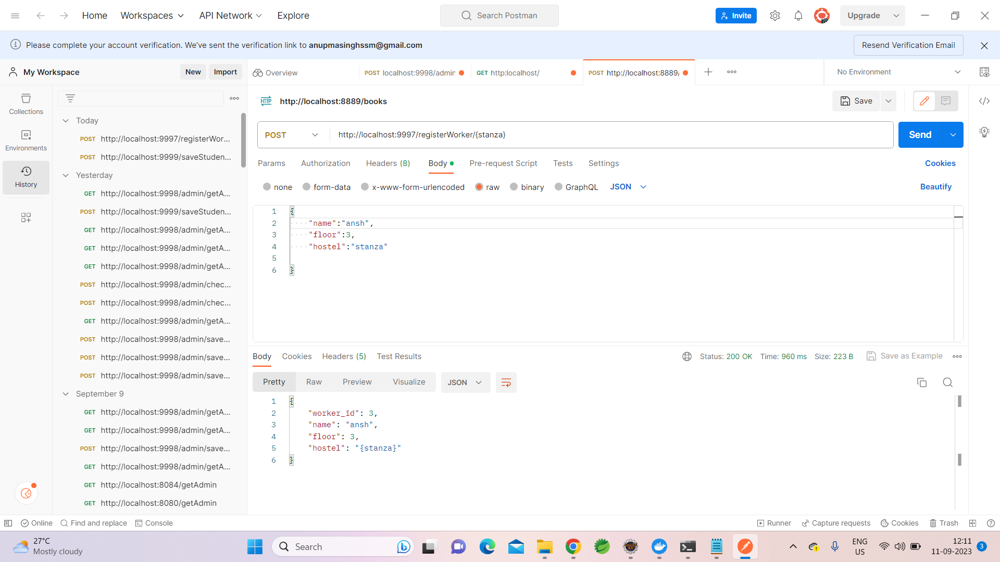 Home Workspaces API Network Explore Search Postman Invite Upgrade
Please complete your account verification. We've sent the verification link to anupmasinghssm@gmail.com Resend Verification Email
My Workspace New Import Overview POST localhost:9998/admin GET http:localhost/ POST http://localhost:8889/ No Environment
Collections
Environments
History
Today
POST http://localhost:9997/registerWor...
POST http://localhost:9999/saveStuden...
Yesterday
GET http://localhost:9998/admin/getA...
POST http://localhost:9999/saveStuden...
GET http://localhost:9998/admin/getA...
GET http://localhost:9998/admin/getA...
GET http://localhost:9998/admin/getA...
POST http://localhost:9998/admin/chec...
POST http://localhost:9998/admin/chec...
GET http://localhost:9998/admin/getA...
POST http://localhost:9998/admin/save...
POST http://localhost:9998/admin/save...
POST http://localhost:9998/admin/save...
September 9
GET http://localhost:9998/admin/getA...
GET http://localhost:9998/admin/getA...
POST http://localhost:9998/admin/save...
GET http://localhost:9998/admin/getA...
GET http://localhost:8084/getAdmin
GET http://localhost:8080/getAdmin
HTTP http://localhost:8889/books Save
POST http://localhost:9997/registerWorker/{stanza} Send
Params Authorization Headers (8) Body Pre-request Script Tests Settings Cookies
none form-data x-www-form-urlencoded raw binary GraphQL JSON Beautify
1 {
2 "name":"ansh",
3 "floor":3,
4 "hostel":"stanza"
5
6 }
Body Cookies Headers (5) Test Results Status: 200 OK Time: 960 ms Size: 223 B Save as Example
Pretty Raw Preview Visualize JSON
1 {
2 "worker_id": 3,
3 "name": "ansh",
4 "floor": 3,
5 "hostel": "{stanza}"
6 }
Online Find and replace Console Runner Capture requests Cookies Trash
27°C
Mostly cloudy
Search
ENG
US
12:11
11-09-2023
3